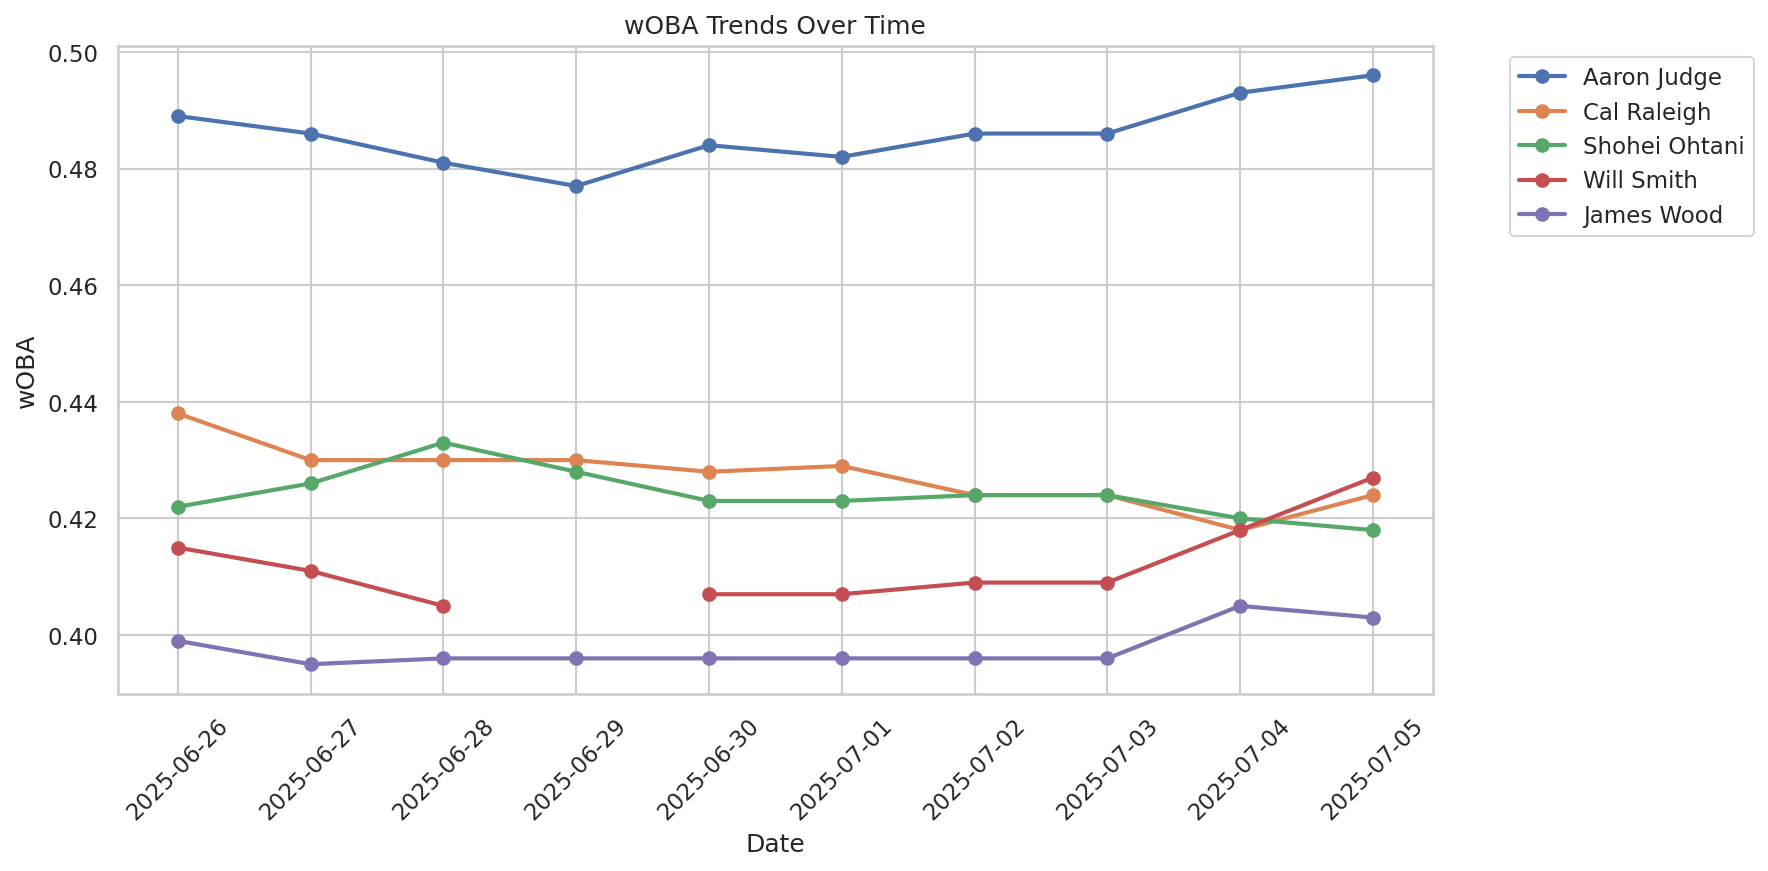 wOBA Trends Over Time
0.50
0.48
0.46
0.44
0.42
0.40
wOBA
2025-06-26
2025-06-27
2025-06-28
2025-06-29
2025-06-30
2025-07-01
2025-07-02
2025-07-03
2025-07-04
2025-07-05
Date
Aaron Judge
Cal Raleigh
Shohei Ohtani
Will Smith
James Wood